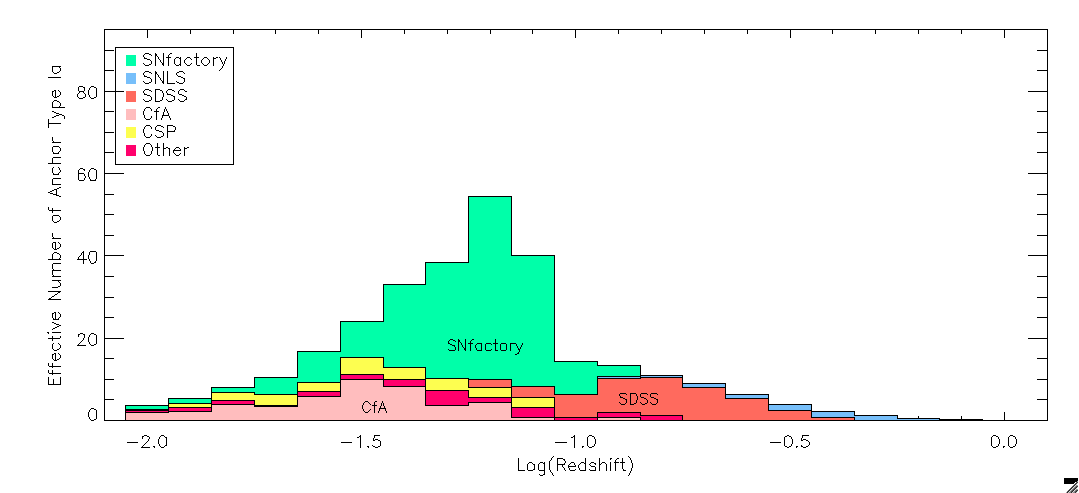 SNfactory
SNLS
SDSS
CfA
CSP
Other
Effective Number of Anchor Type Ia
80
60
40
20
0
SNfactory
CfA
SDSS
−2.0 −1.5 −1.0 −0.5 0.0
Log(Redshift)